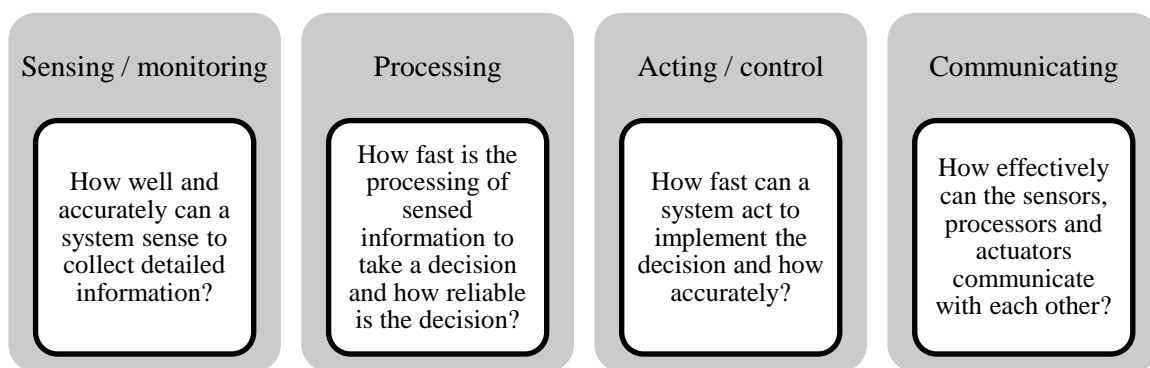 Sensing / monitoring
How well and
accurately can a
system sense to
collect detailed
information?
Processing
How fast is the
processing of
sensed
information to
take a decision
and how reliable
is the decision?
Acting / control
How fast can a
system act to
implement the
decision and how
accurately?
Communicating
How effectively
can the sensors,
processors and
actuators
communicate
with each other?